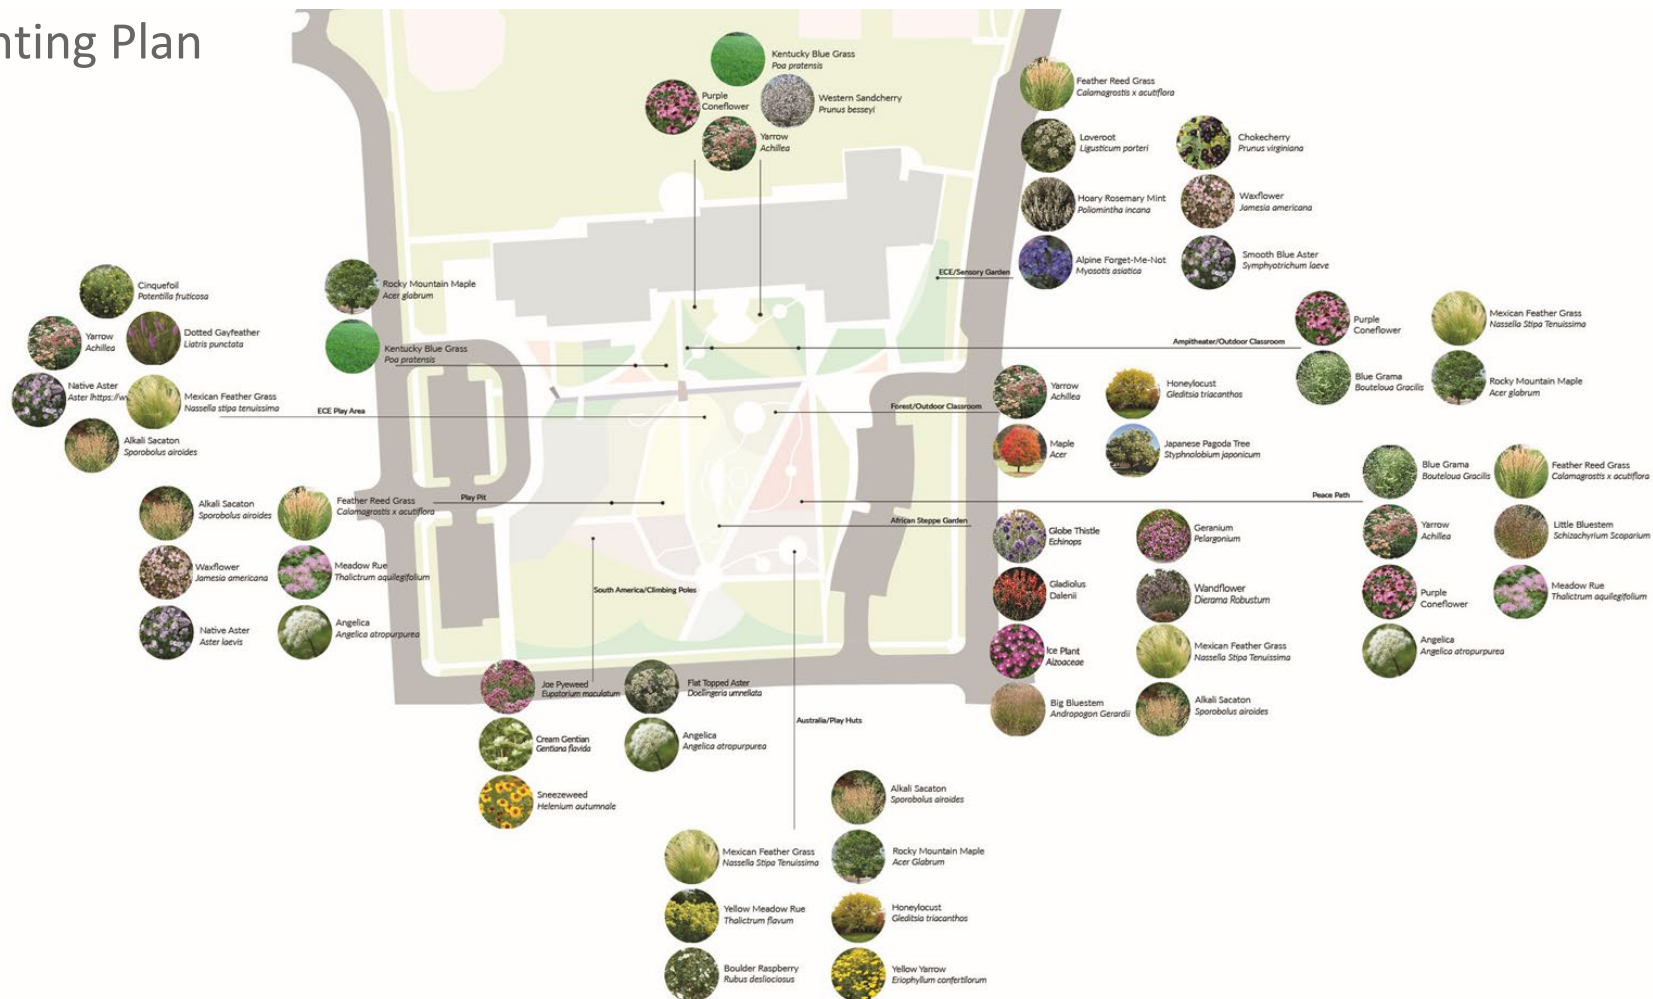 nting Plan
Kentucky Blue Grass
Poa pratensis
Purple
Coneflower
Western Sandcherry
Prunus besseyi
Yarrow
Achillea
Feather Reed Grass
Calamagrostis x acutiflora
Loveroot
Ligusticum porteri
Chokecherry
Prunus virginiana
Hoary Rosemary Mint
Poliomintha incana
Waxflower
Jamesia americana
Alpine Forget-Me-Not
Myosotis asiatica
Smooth Blue Aster
Symphyotrichum laeve
ECE/Sensory Garden
Cinquefoil
Potentilla fruticosa
Yarrow
Achillea
Dotted Gayfeather
Liatris punctata
Native Aster
Aster lhttps://w
Mexican Feather Grass
Nassella stipa tenuissima
Alkali Sacaton
Sporobolus airoides
Rocky Mountain Maple
Acer glabrum
Kentucky Blue Grass
Poa pratensis
ECE Play Area
Purple
Coneflower
Mexican Feather Grass
Nassella Stipa Tenuissima
Ampitheater/Outdoor Classroom
Blue Grama
Bouteloua Gracilis
Rocky Mountain Maple
Acer glabrum
Forest/Outdoor Classroom
Yarrow
Achillea
Honeylocust
Gleditsia triacanthos
Maple
Acer
Japanese Pagoda Tree
Styphnolobium japonicum
Alkali Sacaton
Sporobolus airoides
Feather Reed Grass
Calamagrostis x acutiflora
Play Pit
Waxflower
Jamesia americana
Meadow Rue
Thalictrum aquilegifolium
Native Aster
Aster laevis
Angelica
Angelica atropurpurea
Peace Path
Blue Grama
Bouteloua Gracilis
Feather Reed Grass
Calamagrostis x acutiflora
Yarrow
Achillea
Little Bluestem
Schizachyrium Scoparium
Purple
Coneflower
Meadow Rue
Thalictrum aquilegifolium
Angelica
Angelica atropurpurea
African Steppe Garden
Globe Thistle
Echinops
Geranium
Pelargonium
Gladiolus
Dalenii
Wandflower
Dierama Robustum
Ice Plant
Aizoaceae
Mexican Feather Grass
Nassella Stipa Tenuissima
Big Bluestem
Andropogon Gerardii
Alkali Sacaton
Sporobolus airoides
South America/Climbing Poles
Joe Pyeweed
Eupatorium maculatum
Flat Topped Aster
Doellingeria umnellata
Cream Gentian
Gentiana flavida
Angelica
Angelica atropurpurea
Sneezeweed
Helenium autumnale
Australia/Play Huts
Alkali Sacaton
Sporobolus airoides
Mexican Feather Grass
Nassella Stipa Tenuissima
Rocky Mountain Maple
Acer Glabrum
Yellow Meadow Rue
Thalictrum flavum
Honeylocust
Gleditsia triacanthos
Boulder Raspberry
Rubus desliociosus
Yellow Yarrow
Eriophyllum confertilorum